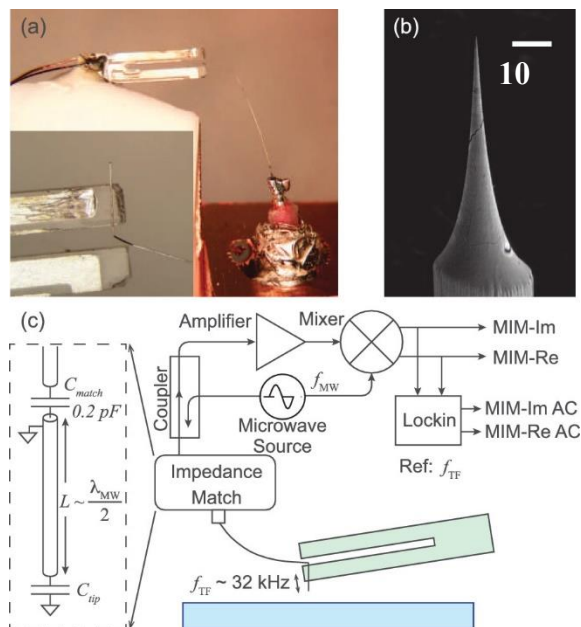 (a)
(b)
10
(c)
Amplifier
Mixer
MIM-Im
MIM-Re
C_match
0.2 pF
Coupler
f_MW
Microwave
Source
Lockin
MIM-Im AC
MIM-Re AC
Ref: f_TF
Impedance
Match
L ~ λ_MW/2
C_tip
f_TF ~ 32 kHz